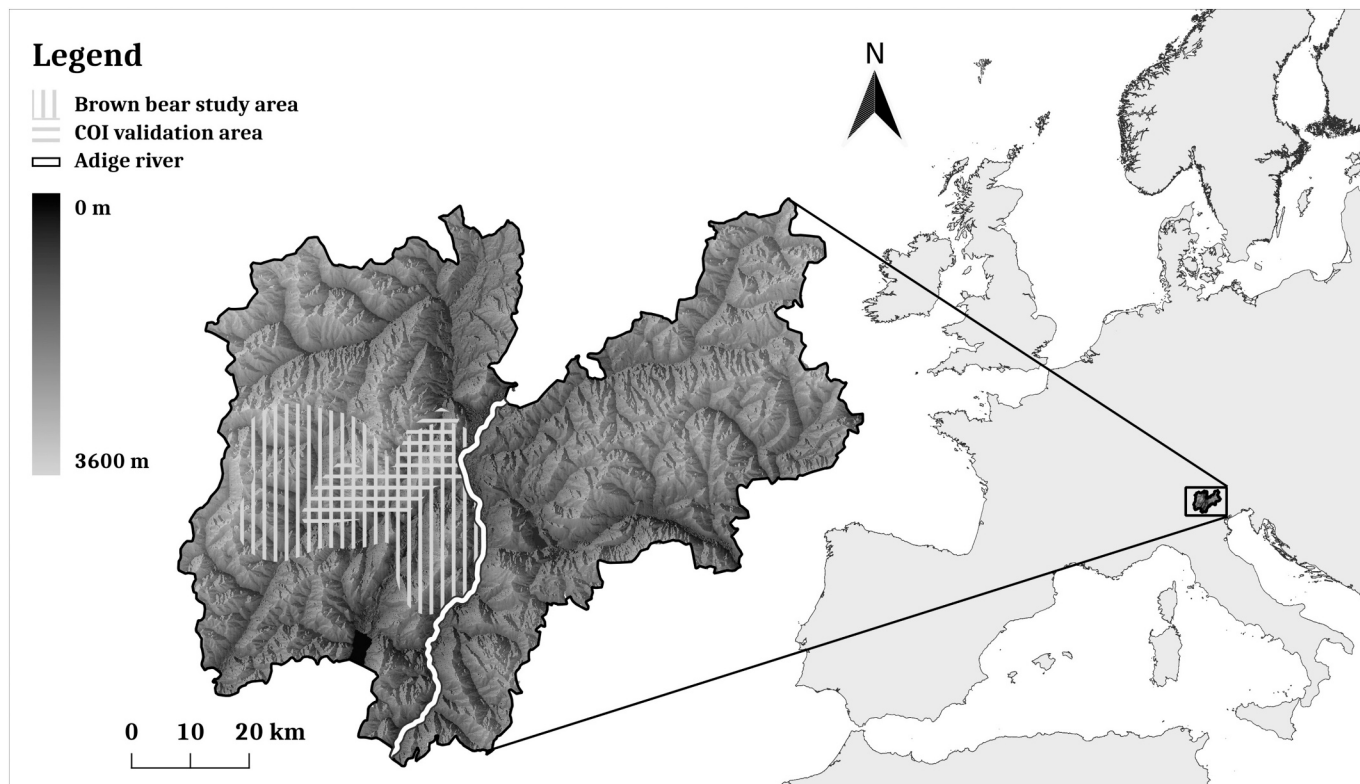 Legend
Brown bear study area
COI validation area
Adige river
0 m
3600 m
N
0 10 20 km